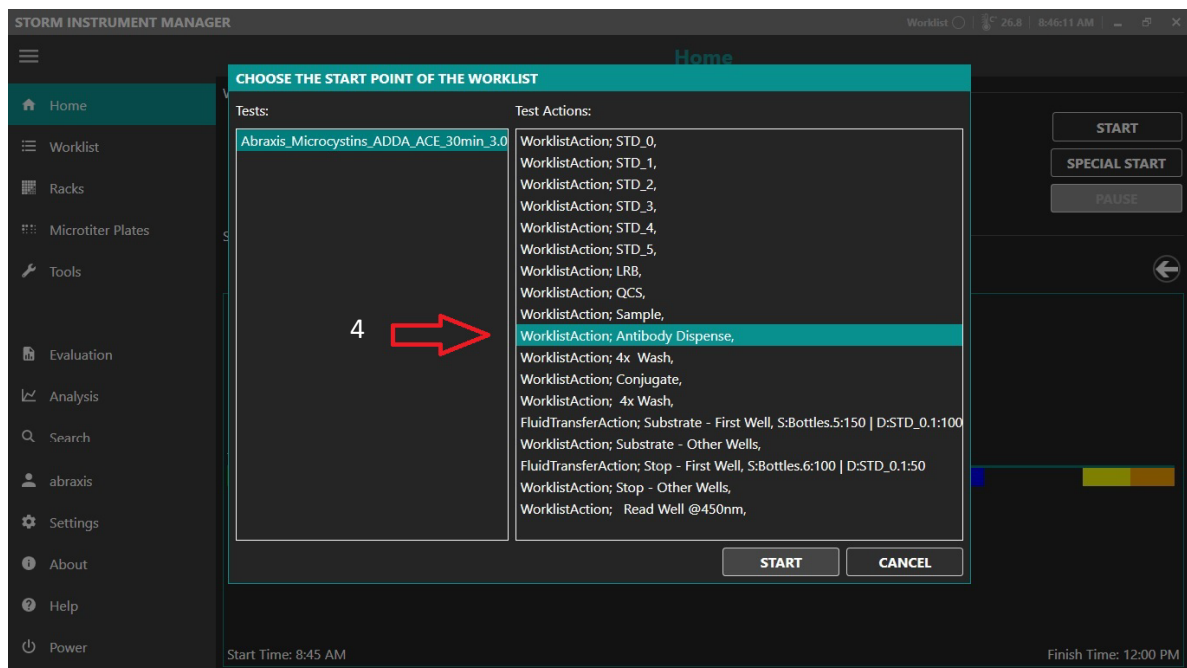 STORM INSTRUMENT MANAGER
Worklist
C° 26.8
8:46:11 AM
Home
CHOOSE THE START POINT OF THE WORKLIST
Home
Worklist
Racks
Microtiter Plates
Tools
Evaluation
Analysis
Search
abraxis
Settings
About
Help
Power
Tests:
Abraxis_Microcystins_ADDA_ACE_30min_3.0
4
Test Actions:
WorklistAction; STD_0,
WorklistAction; STD_1,
WorklistAction; STD_2,
WorklistAction; STD_3,
WorklistAction; STD_4,
WorklistAction; STD_5,
WorklistAction; LRB,
WorklistAction; QCS,
WorklistAction; Sample,
WorklistAction; Antibody Dispense,
WorklistAction; 4x  Wash,
WorklistAction; Conjugate,
WorklistAction;  4x Wash,
FluidTransferAction; Substrate - First Well, S:Bottles.5:150 | D:STD_0.1:100
WorklistAction; Substrate - Other Wells,
FluidTransferAction; Stop - First Well, S:Bottles.6:100 | D:STD_0.1:50
WorklistAction; Stop - Other Wells,
WorklistAction;   Read Well @450nm,
START
CANCEL
START
SPECIAL START
PAUSE
Start Time: 8:45 AM
Finish Time: 12:00 PM